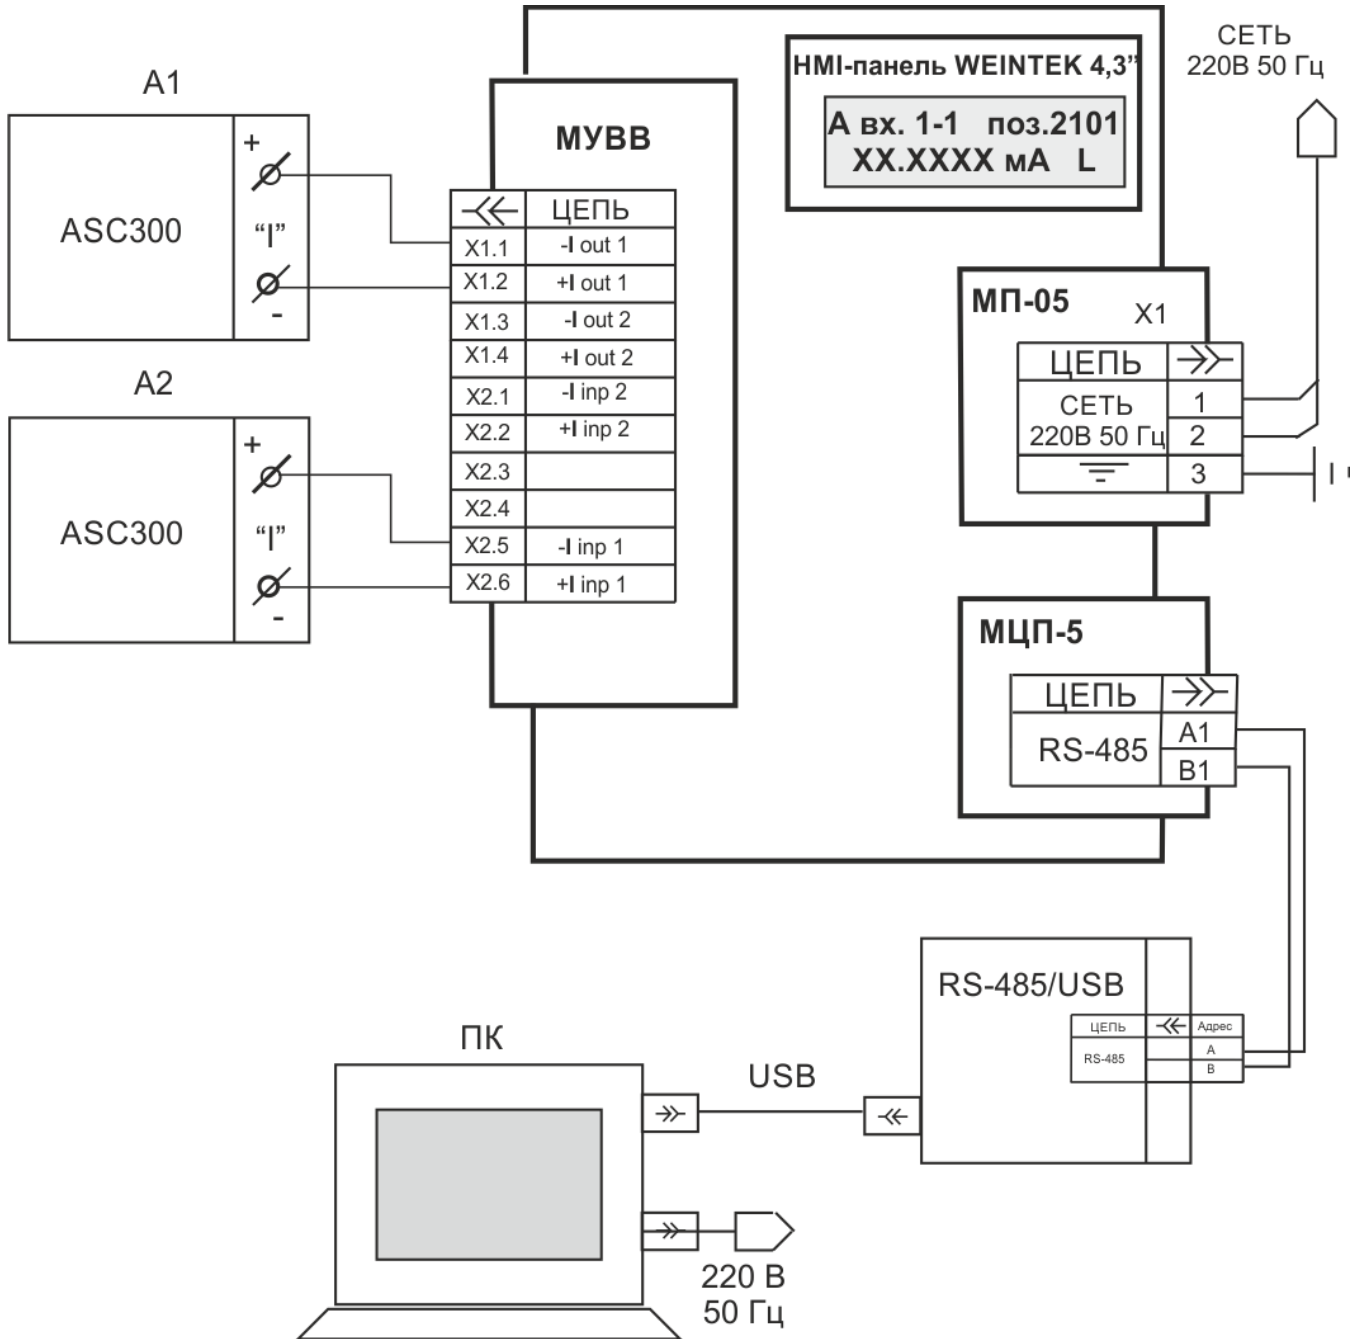 СЕТЬ
220В 50 Гц
HMI-панель WEINTEK 4,3”
А вх. 1-1 поз.2101
XX.XXXX мА L
А1
ASC300
+
“I”
-
МУВВ
ЦЕПЬ
X1.1 -I out 1
X1.2 +I out 1
X1.3 -I out 2
X1.4 +I out 2
X2.1 -I inp 2
X2.2 +I inp 2
X2.3
X2.4
X2.5 -I inp 1
X2.6 +I inp 1
А2
ASC300
+
“I”
-
МП-05
X1
ЦЕПЬ
СЕТЬ
220В 50 Гц
1
2
3
МЦП-5
ЦЕПЬ
RS-485
A1
B1
RS-485/USB
ЦЕПЬ Адрес
RS-485
A
B
ПК
USB
220 В
50 Гц